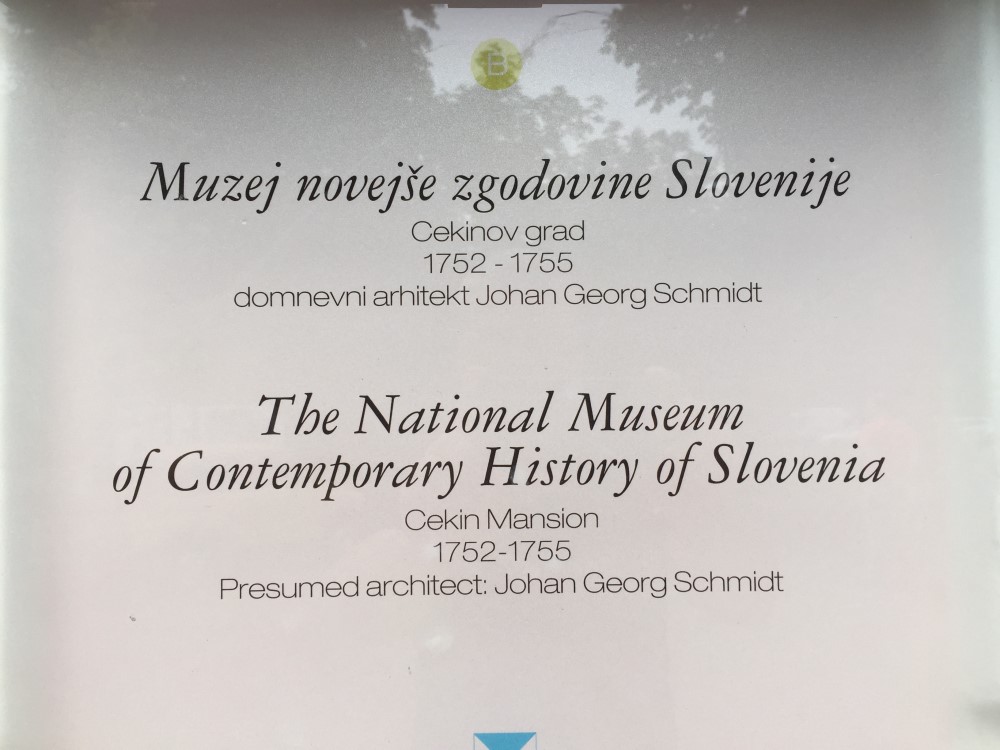 B
Muzej novejše zgodovine Slovenije
Cekinov grad
1752 - 1755
domnevni arhitekt Johan Georg Schmidt
The National Museum
of Contemporary History of Slovenia
Cekin Mansion
1752-1755
Presumed architect: Johan Georg Schmidt